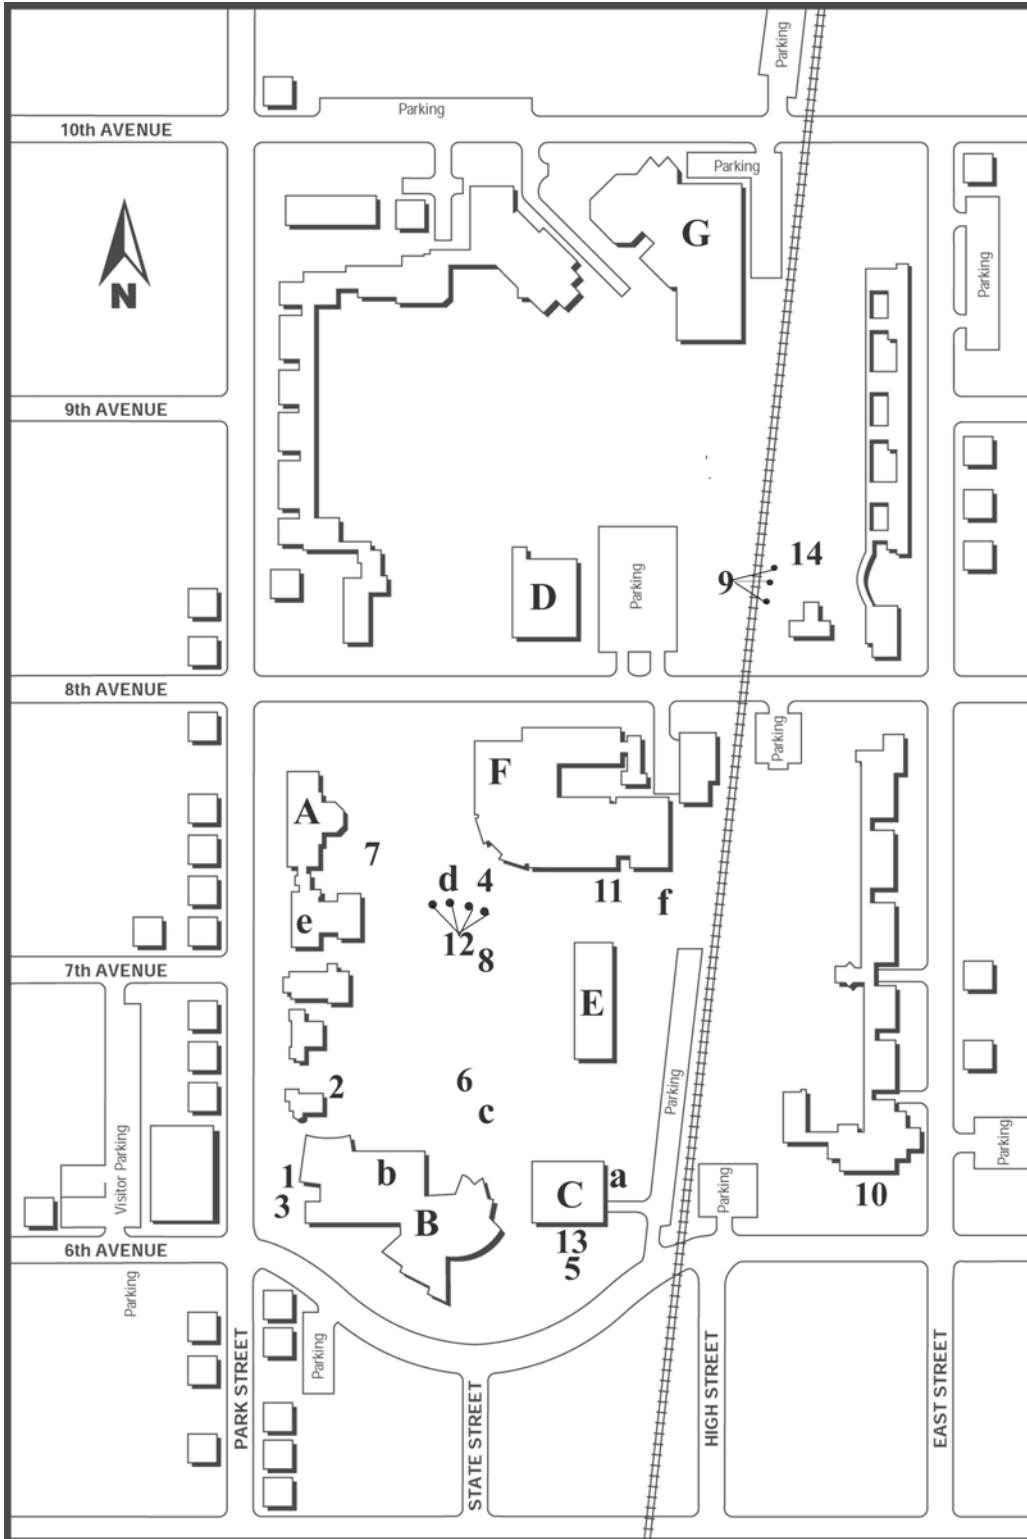 Parking
Parking
10th AVENUE
Parking
G
N
Parking
9th AVENUE
14
9
D
Parking
8th AVENUE
Parking
F
A
7
d
4
11
f
e
12
8
7th AVENUE
E
6
2
c
Parking
Visitor Parking
b
1
a
C
3
Parking
10
Parking
B
13
6th AVENUE
5
Parking
Parking
PARK STREET
STATE STREET
HIGH STREET
EAST STREET